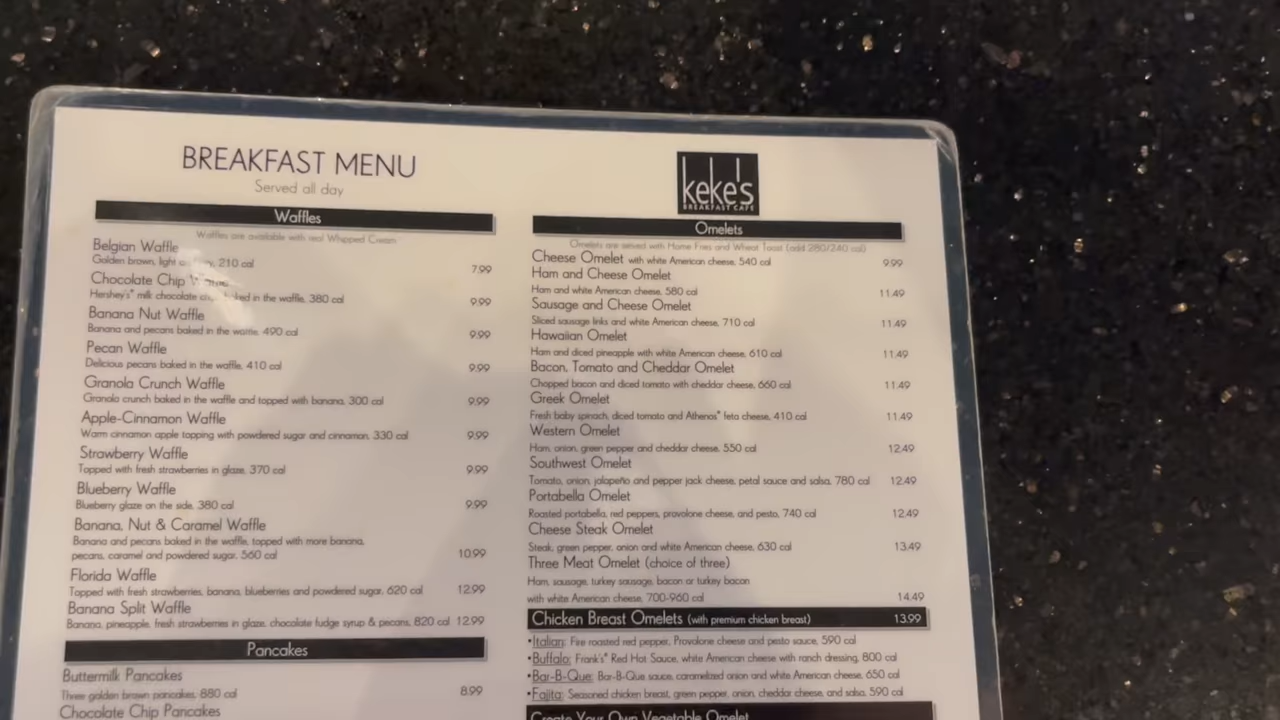 BREAKFAST MENU
Served all day
Waffles
Waffles are available with real Whipped Cream
Belgian Waffle
Golden brown, light 210 cal 7.99
Chocolate Chip
Hershey's® milk chocolate baked in the waffle, 380 cal 9.99
Banana Nut Waffle
Banana and pecans baked in the waffle, 490 cal 9.99
Pecan Waffle
Delicious pecans baked in the waffle, 410 cal 9.99
Granola Crunch Waffle
Granola crunch baked in the waffle and topped with banana, 300 cal 9.99
Apple-Cinnamon Waffle
Warm cinnamon apple topping with powdered sugar and cinnamon, 330 cal 9.99
Strawberry Waffle
Topped with fresh strawberries in glaze, 370 cal 9.99
Blueberry Waffle
Blueberry glaze on the side, 380 cal 9.99
Banana, Nut & Caramel Waffle
Banana and pecans baked in the waffle, topped with more banana,
pecans, caramel and powdered sugar, 560 cal 10.99
Florida Waffle
Topped with fresh strawberries, banana, blueberries and powdered sugar, 620 cal 12.99
Banana Split Waffle
Banana, pineapple, fresh strawberries in glaze, chocolate fudge syrup & pecans, 820 cal 12.99
Pancakes
Buttermilk Pancakes
Three golden brown pancakes, 880 cal 8.99
Chocolate Chip Pancakes
keke's
BREAKFAST CAFE
Omelets
Omelets are served with Home Fries and Wheat Toast (add 280/240 cal)
Cheese Omelet with white American cheese, 540 cal 9.99
Ham and Cheese Omelet
Ham and white American cheese, 580 cal 11.49
Sausage and Cheese Omelet
Sliced sausage links and white American cheese, 710 cal 11.49
Hawaiian Omelet
Ham and diced pineapple with white American cheese, 610 cal 11.49
Bacon, Tomato and Cheddar Omelet
Chopped bacon and diced tomato with cheddar cheese, 660 cal 11.49
Greek Omelet
Fresh baby spinach, diced tomato and Athenos® feta cheese, 410 cal 11.49
Western Omelet
Ham, onion, green pepper and cheddar cheese, 550 cal 12.49
Southwest Omelet
Tomato, onion, jalapeño and pepper jack cheese, petal sauce and salsa, 780 cal 12.49
Portabella Omelet
Roasted portabella, red peppers, provolone cheese, and pesto, 740 cal 12.49
Cheese Steak Omelet
Steak, green pepper, onion and white American cheese, 630 cal 13.49
Three Meat Omelet (choice of three)
Ham, sausage, turkey sausage, bacon or turkey bacon
with white American cheese, 700-960 cal 14.49
Chicken Breast Omelets (with premium chicken breast) 13.99
•Italian: Fire roasted red pepper, Provolone cheese and pesto sauce, 590 cal
•Buffalo: Frank's® Red Hot Sauce, white American cheese with ranch dressing, 800 cal
•Bar-B-Que: Bar-B-Que sauce, caramelized onion and white American cheese, 650 cal
•Fajita: Seasoned chicken breast, green pepper, onion, cheddar cheese, and salsa, 590 cal
Create Your Own Vegetable Omelet